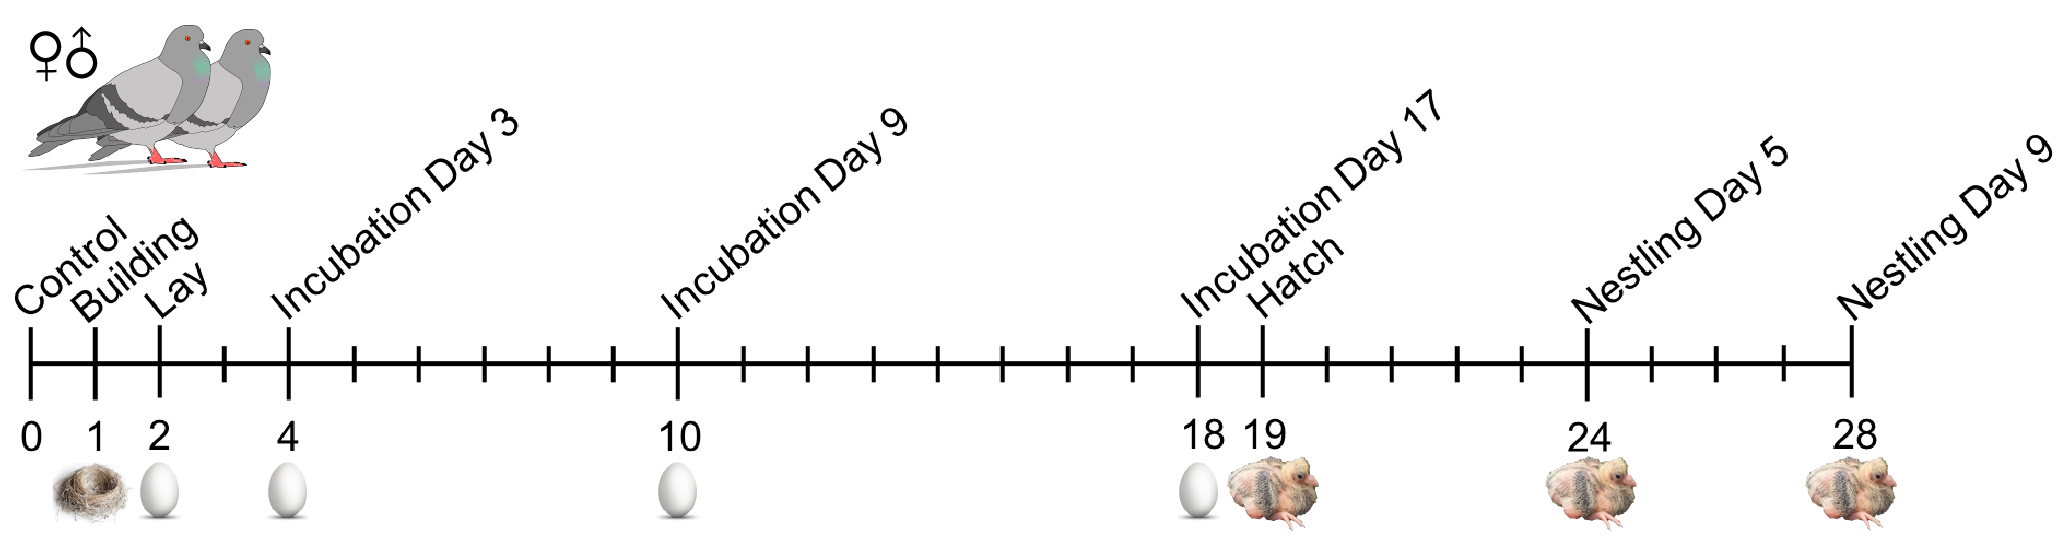 ♀♂
Control
Building
Lay
Incubation Day 3
Incubation Day 9
Incubation Day 17
Hatch
Nestling Day 5
Nestling Day 9
0 1 2 4 10 18 19 24 28